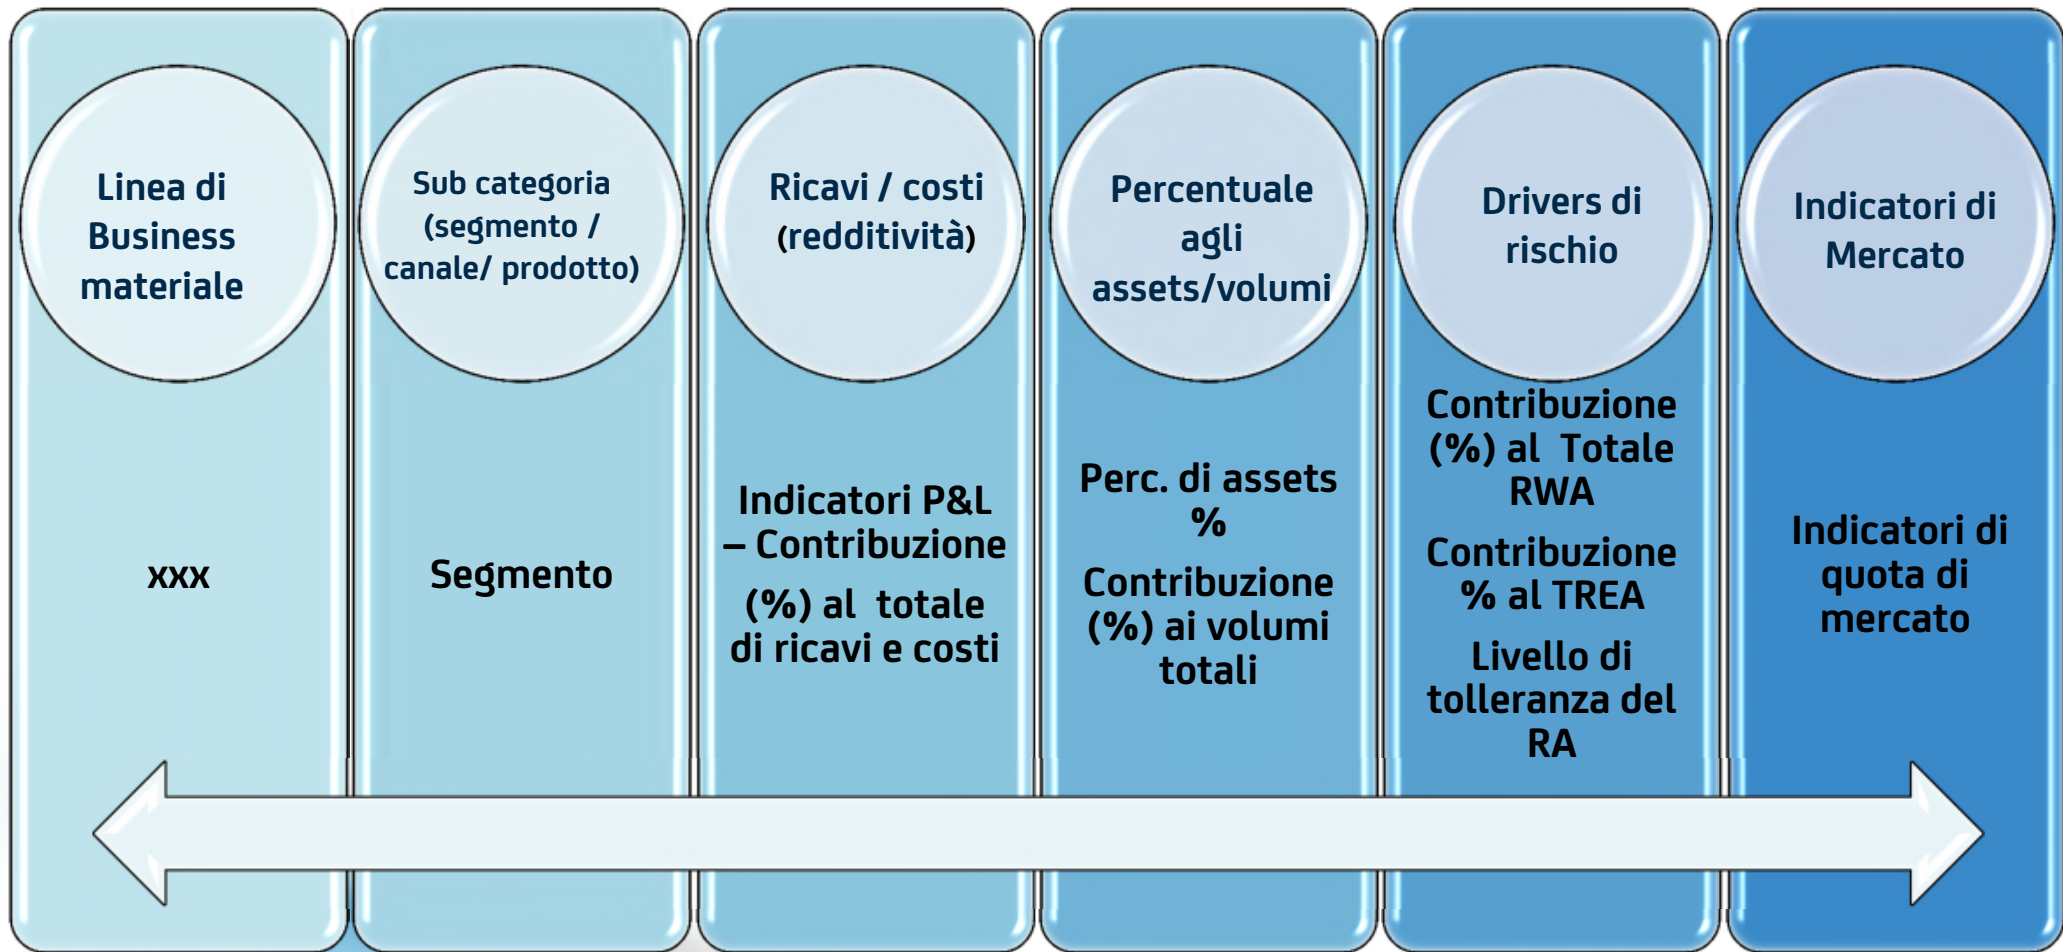 Linea di
Business
materiale
xxx
Sub categoria
(segmento /
canale/ prodotto)
Segmento
Ricavi / costi
(redditività)
Indicatori P&L
– Contribuzione
(%) al totale
di ricavi e costi
Percentuale
agli
assets/volumi
Perc. di assets
%
Contribuzione
(%) ai volumi
totali
Drivers di
rischio
Contribuzione
(%) al Totale
RWA
Contribuzione
% al TREA
Livello di
tolleranza del
RA
Indicatori di
Mercato
Indicatori di
quota di
mercato